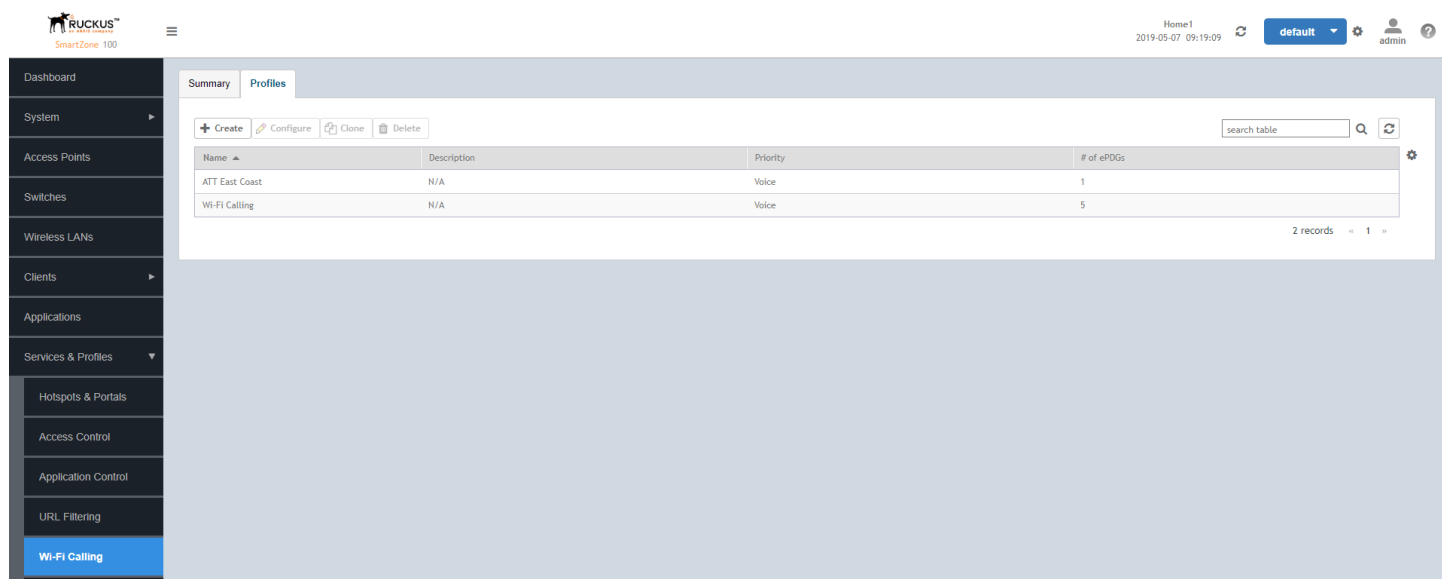 RUCKUS™
an ARRIS company
SmartZone 100
Home1
2019-05-07 09:19:09
default
admin
Dashboard
System
Access Points
Switches
Wireless LANs
Clients
Applications
Services & Profiles
Hotspots & Portals
Access Control
Application Control
URL Filtering
Wi-Fi Calling
Summary Profiles
Create Configure Clone Delete search table
Name Description Priority # of ePDGs
ATT East Coast N/A Voice 1
Wi-Fi Calling N/A Voice 5
2 records « 1 »